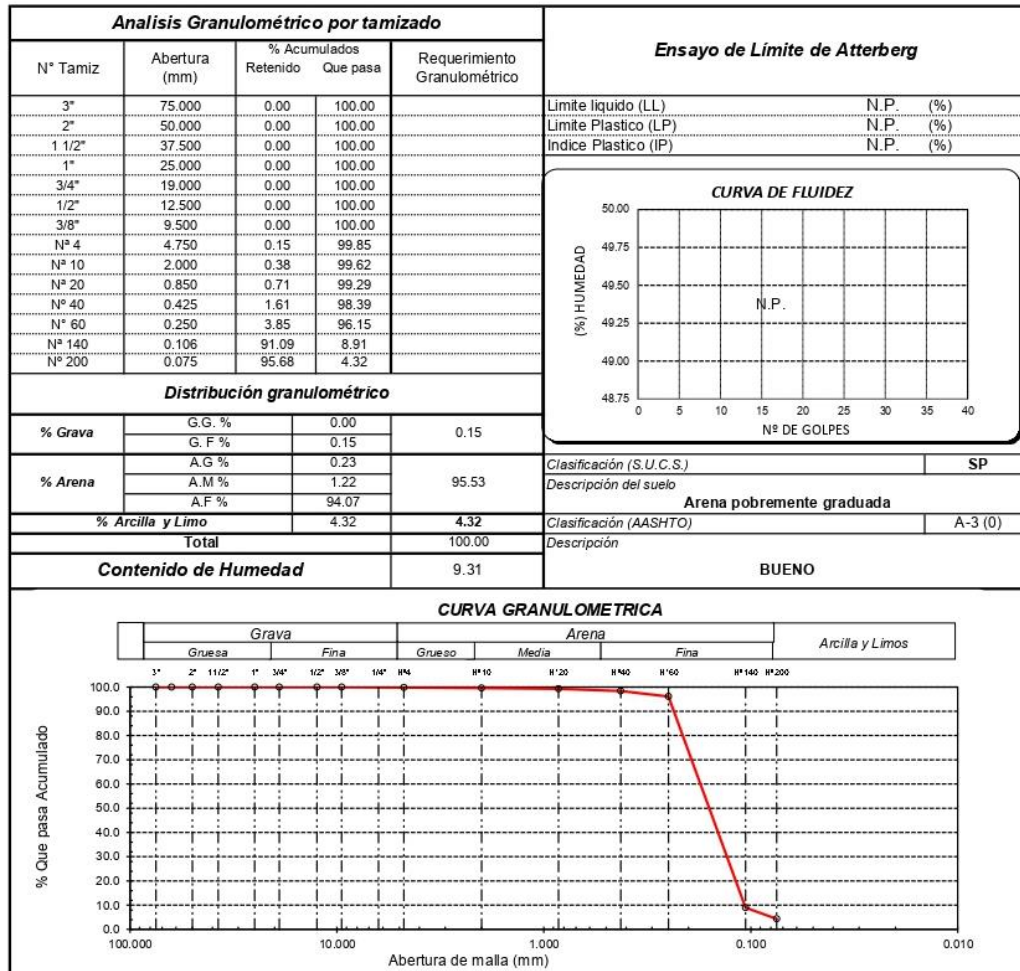 Analisis Granulométrico por tamizado
Ensayo de Límite de Atterberg
N° Tamiz Abertura (mm) % Acumulados Retenido Que pasa Requerimiento Granulométrico
3" 75.000 0.00 100.00
2" 50.000 0.00 100.00
1 1/2" 37.500 0.00 100.00
1" 25.000 0.00 100.00
3/4" 19.000 0.00 100.00
1/2" 12.500 0.00 100.00
3/8" 9.500 0.00 100.00
Nª 4 4.750 0.15 99.85
Nª 10 2.000 0.38 99.62
Nª 20 0.850 0.71 99.29
Nº 40 0.425 1.61 98.39
N° 60 0.250 3.85 96.15
Nª 140 0.106 91.09 8.91
Nº 200 0.075 95.68 4.32
Limite liquido (LL) N.P. (%)
Limite Plastico (LP) N.P. (%)
Indice Plastico (IP) N.P. (%)
CURVA DE FLUIDEZ
50.00
49.75
49.50
49.25
49.00
48.75
(%) HUMEDAD
N.P.
0 5 10 15 20 25 30 35 40
Nº DE GOLPES
Distribución granulométrico
% Grava G.G. % 0.00 0.15
G. F % 0.15
% Arena A.G % 0.23 95.53
A.M % 1.22
A.F % 94.07
% Arcilla y Limo 4.32 4.32
Total 100.00
Contenido de Humedad 9.31
Clasificación (S.U.C.S.) SP
Descripción del suelo
Arena pobremente graduada
Clasificación (AASHTO) A-3 (0)
Descripción
BUENO
CURVA GRANULOMETRICA
Grava Arena Arcilla y Limos
Gruesa Fina Grueso Media Fina
3" 2" 11/2" 1" 3/4" 1/2" 3/8" 1/4" Nª4 Nª10 Nª20 Nª40 N°60 Nª140 Nª200
100.0
90.0
80.0
70.0
60.0
50.0
40.0
30.0
20.0
10.0
0.0
% Que pasa Acumulado
100.000 10.000 1.000 0.100 0.010
Abertura de malla (mm)